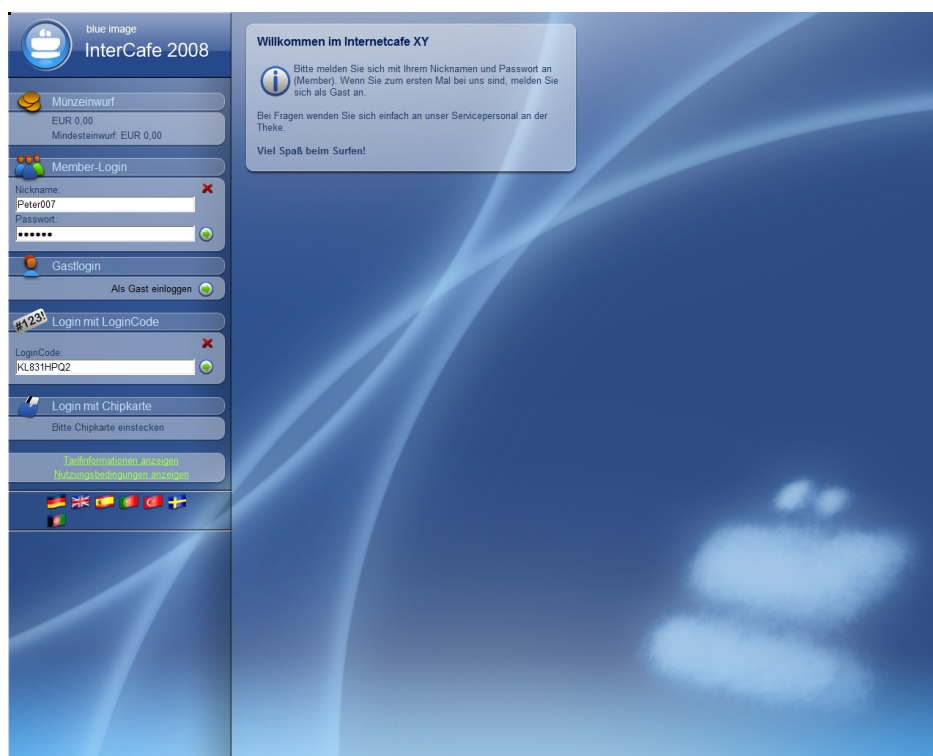 blue image
InterCafe 2008
Münzeinwurf
EUR 0,00
Mindesteinwurf: EUR 0,00
Member-Login
Nickname:
Peter007
Passwort:
••••••
Gastlogin
Als Gast einloggen
#123!
Login mit LoginCode
LoginCode:
KL831HPQ2
Login mit Chipkarte
Bitte Chipkarte einstecken
Tarifinformationen anzeigen
Nutzungsbedingungen anzeigen
Willkommen im Internetcafe XY
Bitte melden Sie sich mit Ihrem Nicknamen und Passwort an
(Member). Wenn Sie zum ersten Mal bei uns sind, melden Sie
sich als Gast an.
Bei Fragen wenden Sie sich einfach an unser Servicepersonal an der
Theke.
Viel Spaß beim Surfen!